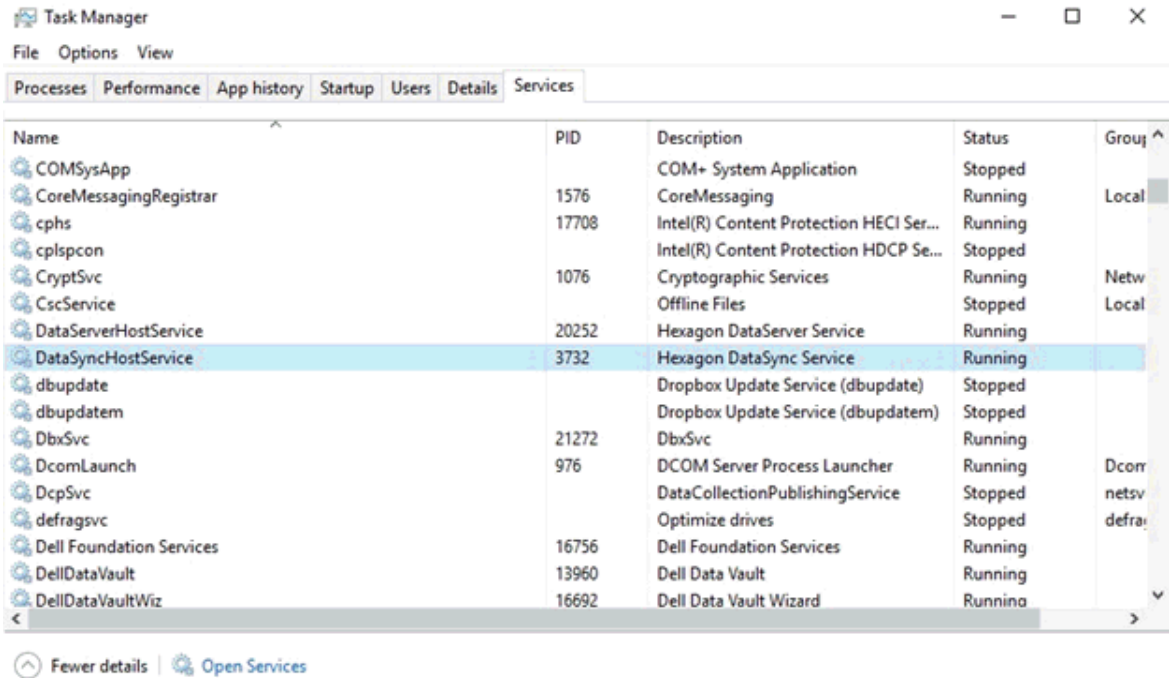 Task Manager
File Options View
Processes Performance App history Startup Users Details Services
Name PID Description Status Group
COMSysApp COM+ System Application Stopped
CoreMessagingRegistrar 1576 CoreMessaging Running Local
cphs 17708 Intel(R) Content Protection HECI Ser... Running
cplspcon Intel(R) Content Protection HDCP Se... Stopped
CryptSvc 1076 Cryptographic Services Running Netw
CscService Offline Files Stopped Local
DataServerHostService 20252 Hexagon DataServer Service Running
DataSyncHostService 3732 Hexagon DataSync Service Running
dbupdate Dropbox Update Service (dbupdate) Stopped
dbupdatem Dropbox Update Service (dbupdatem) Stopped
DbxSvc 21272 DbxSvc Running
DcomLaunch 976 DCOM Server Process Launcher Running Dcom
DcpSvc DataCollectionPublishingService Stopped netsv
defragsvc Optimize drives Stopped defrag
Dell Foundation Services 16756 Dell Foundation Services Running
DellDataVault 13960 Dell Data Vault Running
DellDataVaultWiz 16692 Dell Data Vault Wizard Running
Fewer details Open Services